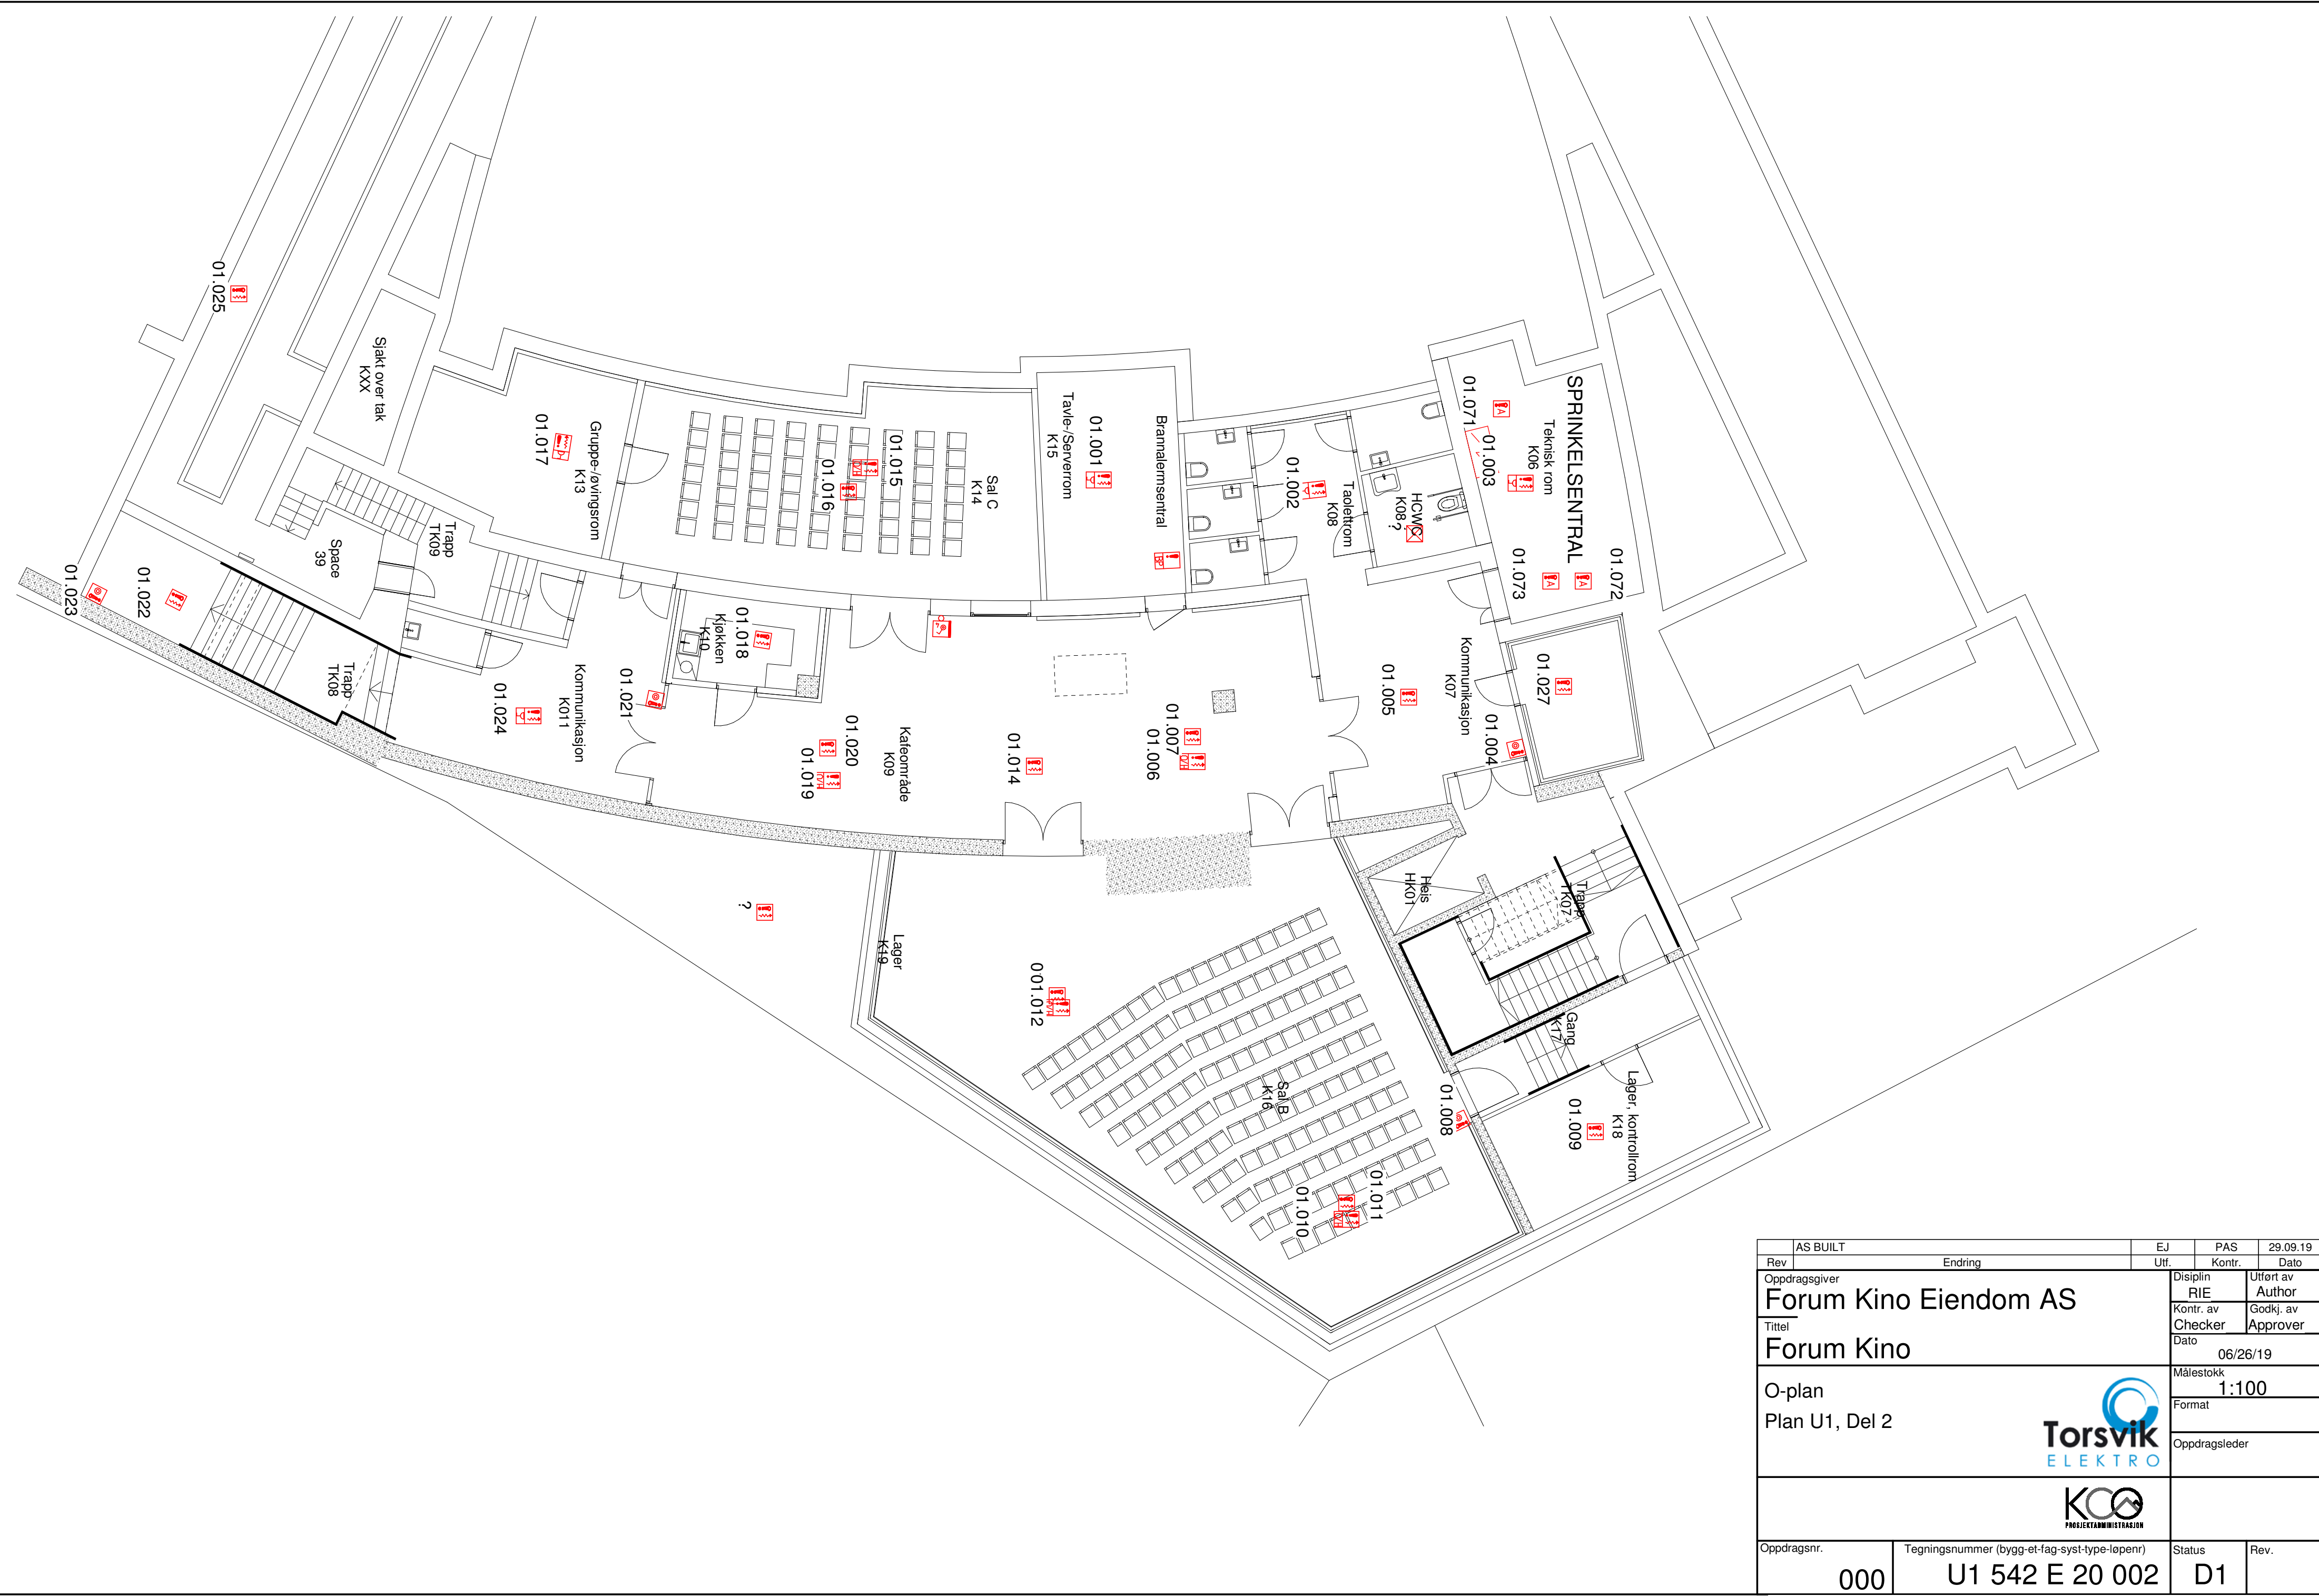 01.025
Sjakt over tak
KXX
01.017
Gruppe-/øvingsrom
K13
Trapp
TK09
Space
39
01.022
01.023
Trapp
TK08
01.024
Kommunikasjon
K011
01.021
01.018
Kjøkken
K10
01.015
01.016
Sal C
K14
01.001
Tavle-/Serverrom
K15
Brannalermsentral
BP
01.002
Taolettrom
K08
HCWC
K08
?
01.071
01.003
Teknisk rom
K06
SPRINKELSENTRAL
01.073
01.072
A
A
A
01.027
01.005
Kommunikasjon
K07
01.004
01.020
01.019
Kafeområde
K09
01.014
01.007
01.006
?
Lager
K19
01.012
Heis
HK01
Trapp
TK07
Gang
K17
Sal B
K16
01.008
01.009
Lager, kontrollrom
K18
01.011
01.010
AS BUILT EJ PAS 29.09.19
Rev Endring Utf. Kontr. Dato
Oppdragsgiver
Forum Kino Eiendom AS
Tittel
Forum Kino
Disiplin
RIE
Utført av
Author
Kontr. av
Checker
Godkj. av
Approver
Dato
06/26/19
O-plan
Plan U1, Del 2
Målestokk
1:100
Format
Oppdragsleder
Torsvik
ELEKTRO
KCO
PROSJEKTADMINISTRASJON
Oppdragsnr.
000
Tegningsnummer (bygg-et-fag-syst-type-løpenr)
U1 542 E 20 002
Status
D1
Rev.